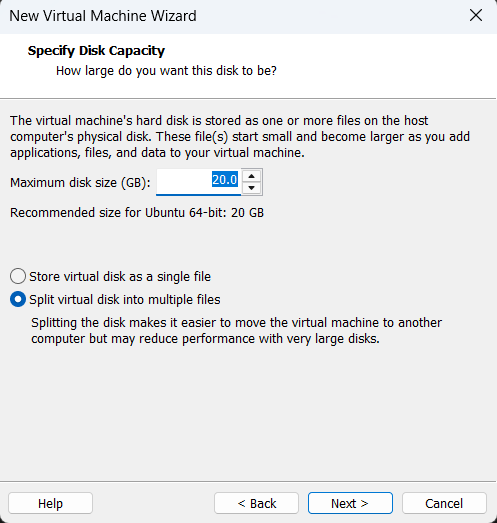 New Virtual Machine Wizard
Specify Disk Capacity
How large do you want this disk to be?
The virtual machine's hard disk is stored as one or more files on the host
computer's physical disk. These file(s) start small and become larger as you add
applications, files, and data to your virtual machine.
Maximum disk size (GB): 20.0
Recommended size for Ubuntu 64-bit: 20 GB
Store virtual disk as a single file
Split virtual disk into multiple files
Splitting the disk makes it easier to move the virtual machine to another
computer but may reduce performance with very large disks.
Help < Back Next > Cancel